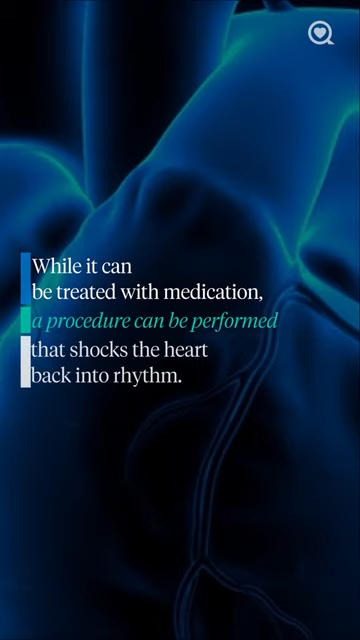 While it can
be treated with medication,
a procedure can be performed
that shocks the heart
back into rhythm.